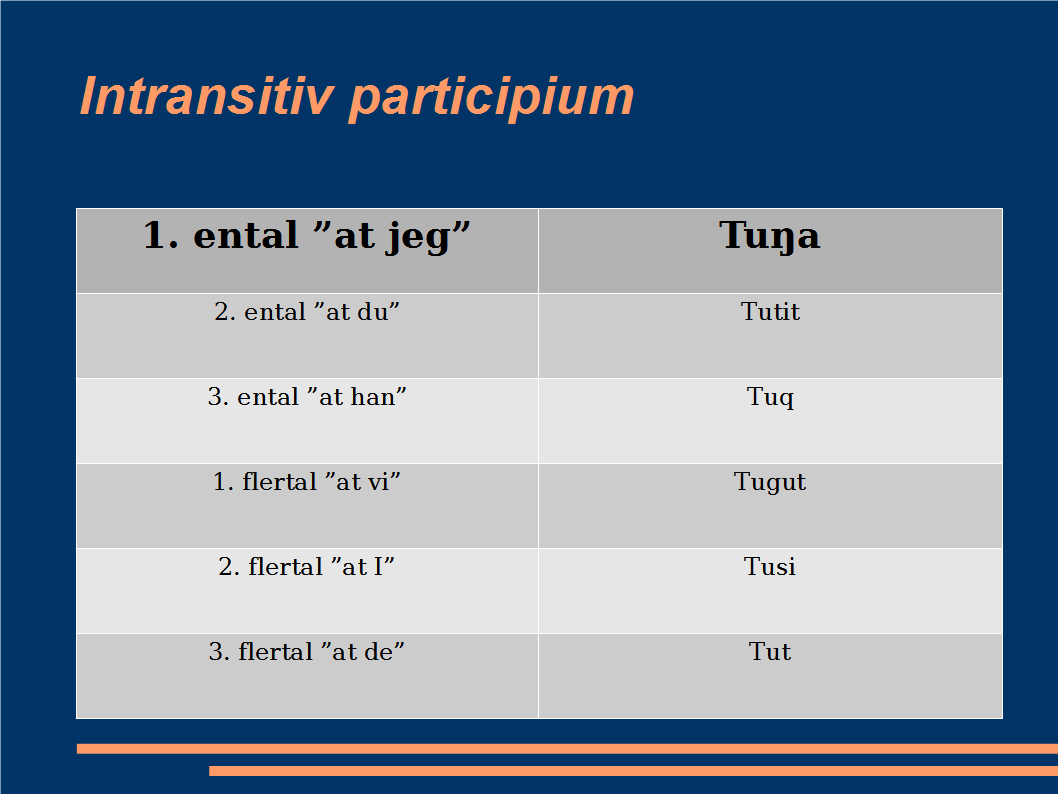 Intransitiv participium
1. ental ”at jeg” Tuŋa
2. ental ”at du” Tutit
3. ental ”at han” Tuq
1. flertal ”at vi” Tugut
2. flertal ”at I” Tusi
3. flertal ”at de” Tut